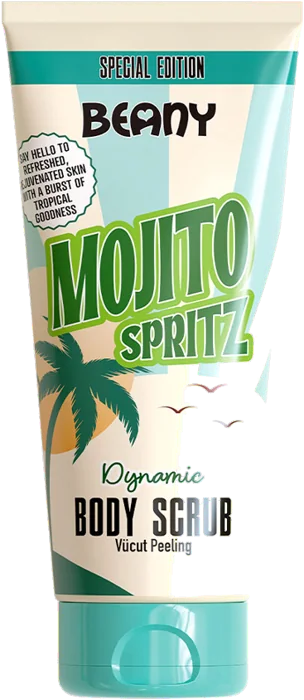 SPECIAL EDITION
BEANY
SAY HELLO TO
REFRESHED,
REJUVENATED SKIN
WITH A BURST OF
TROPICAL
GOODNESS
MOJITO
SPRITZ
Dynamic
BODY SCRUB
Vücut Peeling